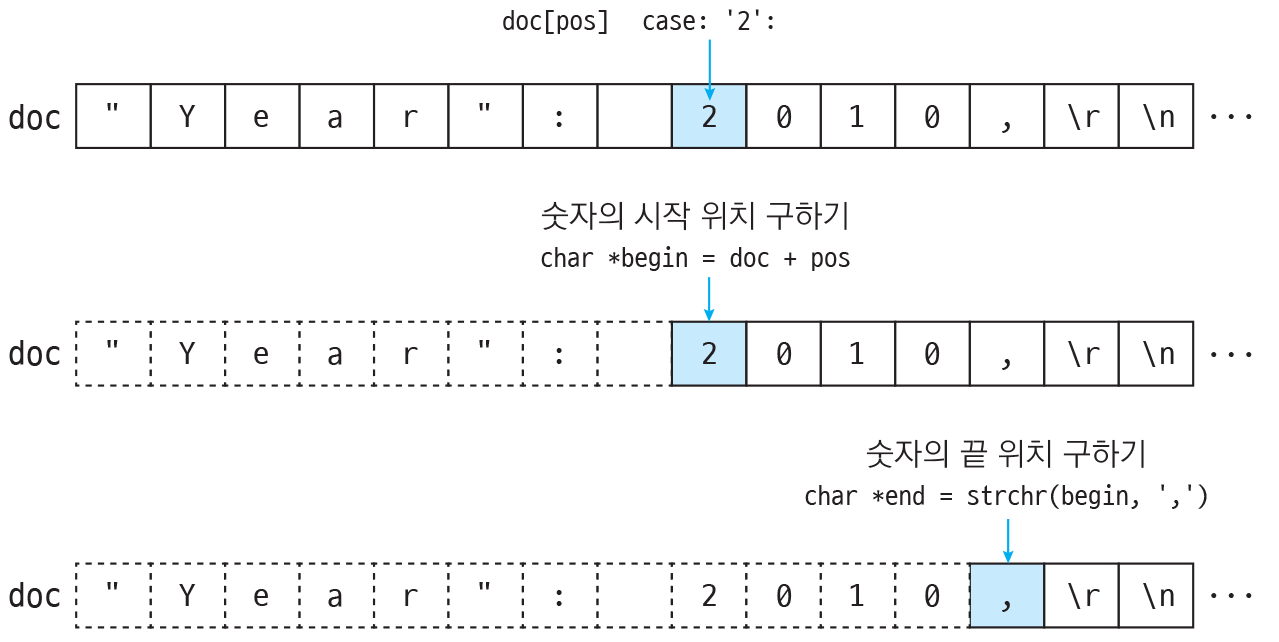 doc[pos] case: '2':
doc " Y e a r " : 2 0 1 0 , \r \n ...
숫자의 시작 위치 구하기
char *begin = doc + pos
doc " Y e a r " : 2 0 1 0 , \r \n ...
숫자의 끝 위치 구하기
char *end = strchr(begin, ',')
doc " Y e a r " : 2 0 1 0 , \r \n ...